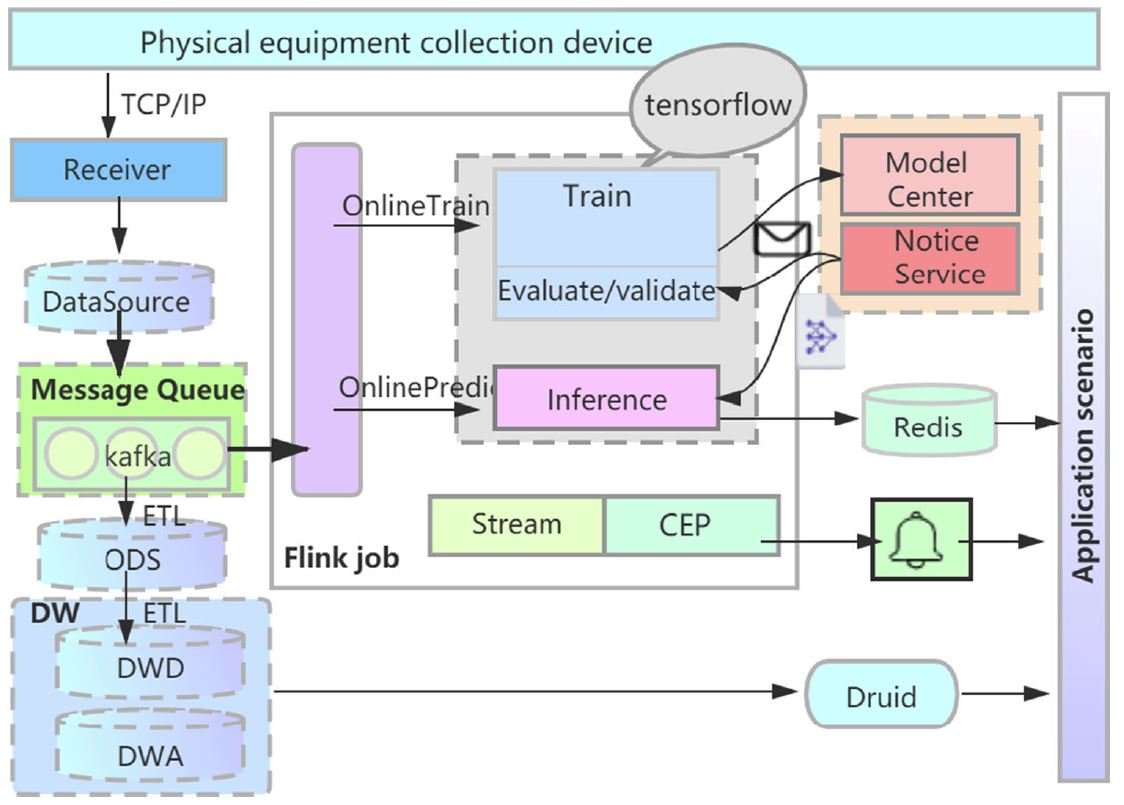 Physical equipment collection device
TCP/IP
tensorflow
Receiver
Model
Center
Train
OnlineTrain
Notice
Service
DataSource
Evaluate/validate
Message Queue
OnlinePredic
Inference
Redis
kafka
ETL
Stream
CEP
ODS
Flink job
DW
ETL
DWD
Druid
DWA
Application scenario